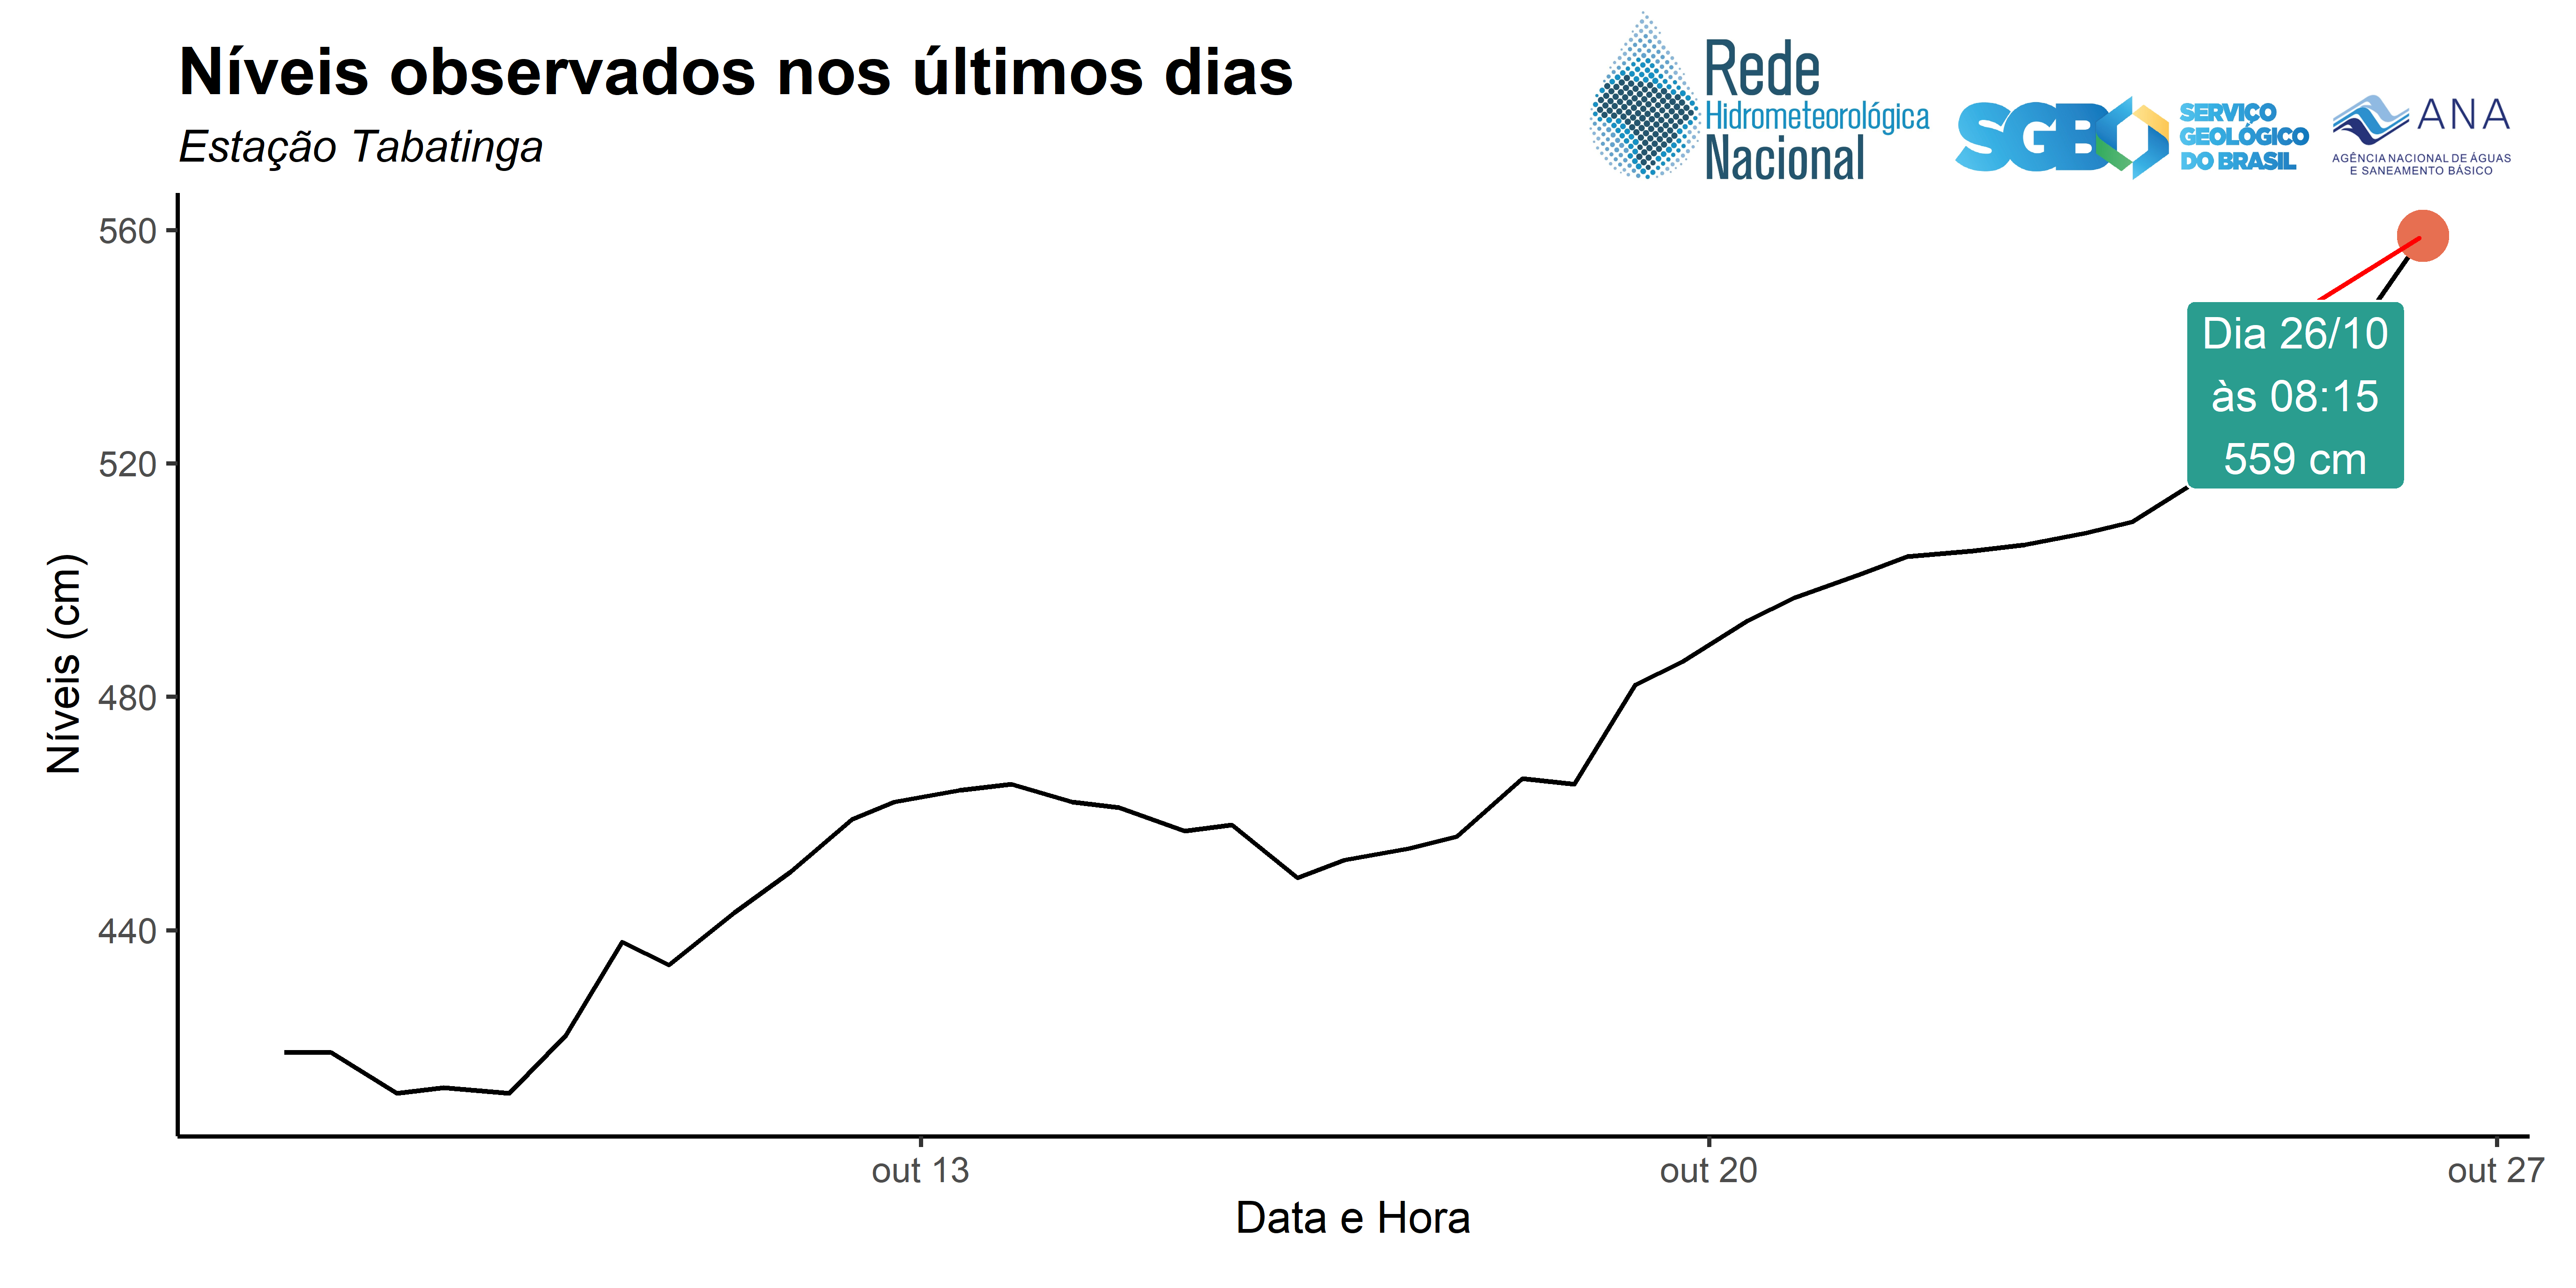 Níveis observados nos últimos dias
Estação Tabatinga
Rede
Hidrometeorológica
Nacional
SGB
SERVIÇO
GEOLÓGICO
DO BRASIL
ANA
AGÊNCIA NACIONAL DE ÁGUAS
E SANEAMENTO BÁSICO
560
520
480
440
Níveis (cm)
Dia 26/10
às 08:15
559 cm
out 13
out 20
out 27
Data e Hora